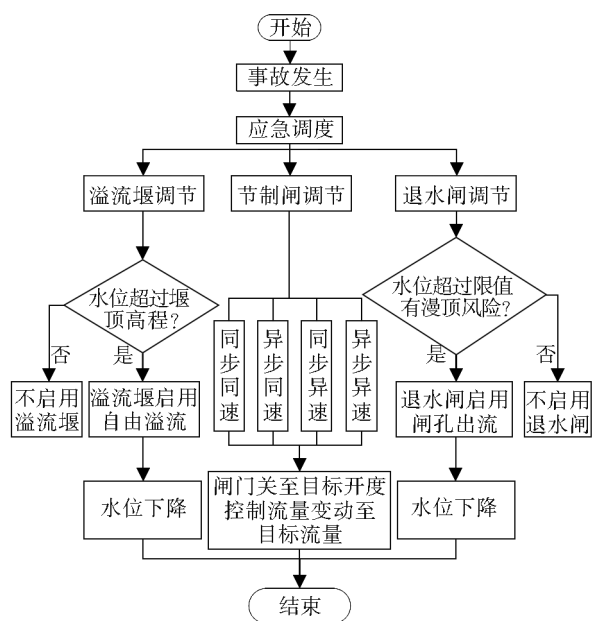 开始
事故发生
应急调度
溢流堰调节
节制闸调节
退水闸调节
水位超过堰
顶高程?
水位超过限值
有漫顶风险?
否
是
是
否
同步同速
异步同速
同步异速
异步异速
不启用
溢流堰
溢流堰启用
自由溢流
退水闸启用
闸孔出流
不启用
退水闸
水位下降
闸门关至目标开度
控制流量变动至
目标流量
水位下降
结束